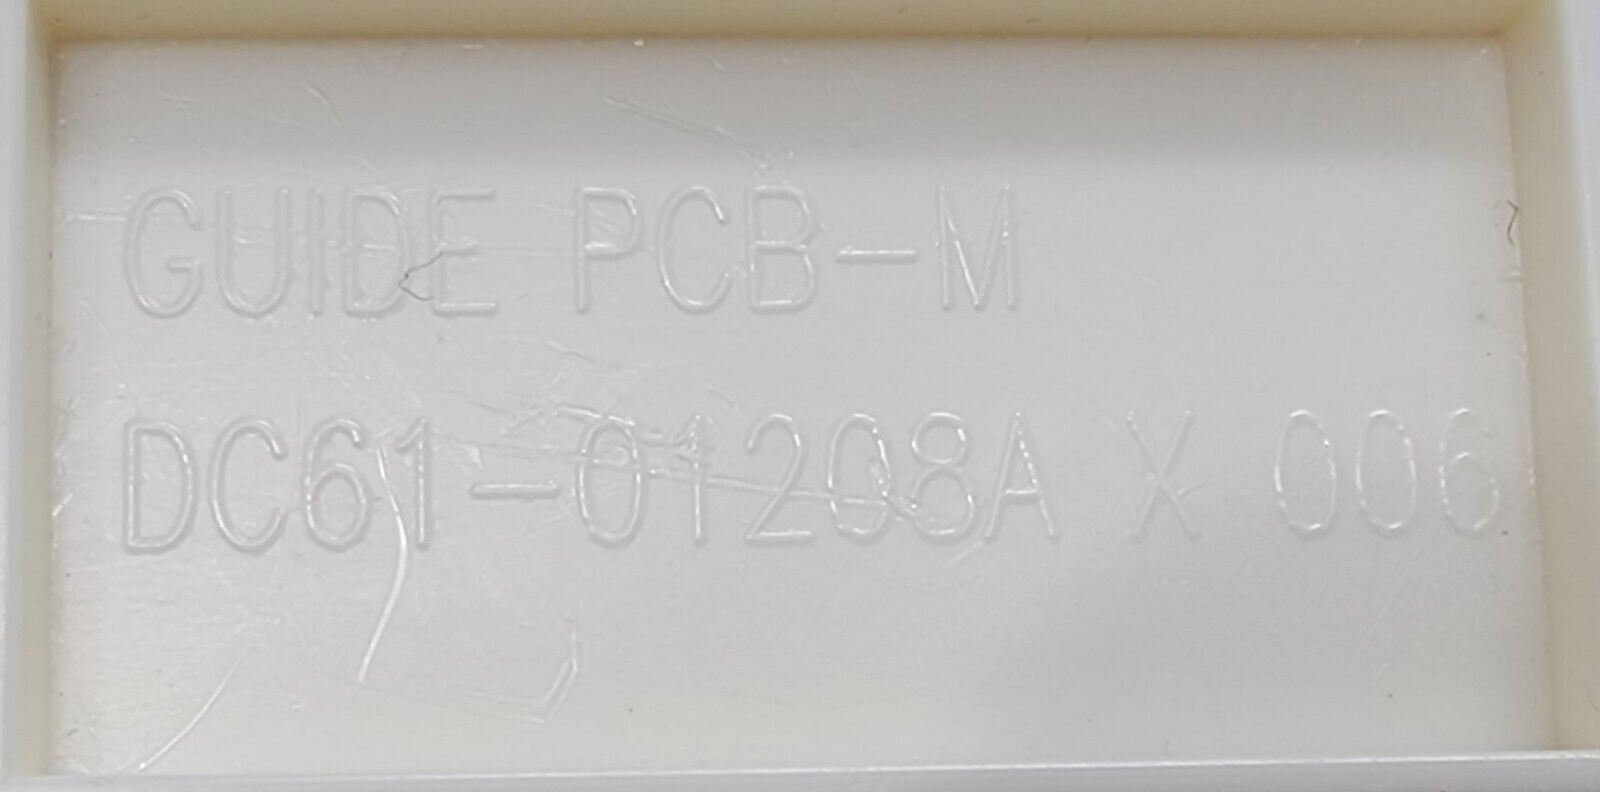 GUIDE PCB-M
DC61-01208A X 006